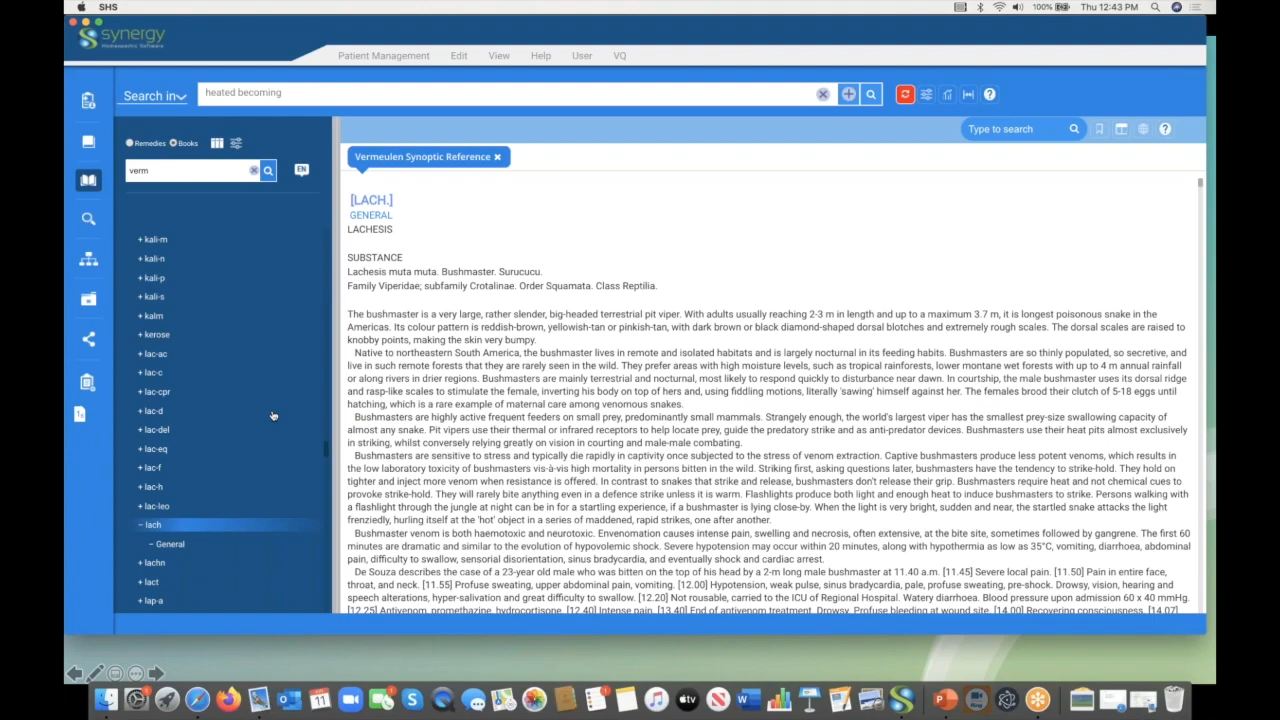 SHS
100%
Thu 12:43 PM
synergy
Homeopathic Software
Patient Management
Edit
View
Help
User
VQ
Search in
heated becoming
Remedies
Books
verm
EN
+ kali-m
+ kali-n
+ kali-p
+ kali-s
+ kalm
+ kerose
+ lac-ac
+ lac-c
+ lac-cpr
+ lac-d
+ lac-del
+ lac-eq
+ lac-f
+ lac-h
+ lac-leo
– lach
– General
+ lachn
+ lact
+ lap-a
Type to search
Vermeulen Synoptic Reference
[LACH.]
GENERAL
LACHESIS
SUBSTANCE
Lachesis muta muta. Bushmaster. Surucucu.
Family Viperidae; subfamily Crotalinae. Order Squamata. Class Reptilia.
The bushmaster is a very large, rather slender, big-headed terrestrial pit viper. With adults usually reaching 2-3 m in length and up to a maximum 3.7 m, it is longest poisonous snake in the
Americas. Its colour pattern is reddish-brown, yellowish-tan or pinkish-tan, with dark brown or black diamond-shaped dorsal blotches and extremely rough scales. The dorsal scales are raised to
knobby points, making the skin very bumpy.
Native to northeastern South America, the bushmaster lives in remote and isolated habitats and is largely nocturnal in its feeding habits. Bushmasters are so thinly populated, so secretive, and
live in such remote forests that they are rarely seen in the wild. They prefer areas with high moisture levels, such as tropical rainforests, lower montane wet forests with up to 4 m annual rainfall
or along rivers in drier regions. Bushmasters are mainly terrestrial and nocturnal, most likely to respond quickly to disturbance near dawn. In courtship, the male bushmaster uses its dorsal ridge
and rasp-like scales to stimulate the female, inverting his body on top of hers and, using fiddling motions, literally 'sawing' himself against her. The females brood their clutch of 5-18 eggs until
hatching, which is a rare example of maternal care among venomous snakes.
Bushmasters are highly active frequent feeders on small prey, predominantly small mammals. Strangely enough, the world's largest viper has the smallest prey-size swallowing capacity of
almost any snake. Pit vipers use their thermal or infrared receptors to help locate prey, guide the predatory strike and as anti-predator devices. Bushmasters use their heat pits almost exclusively
in striking, whilst conversely relying greatly on vision in courting and male-male combating.
Bushmasters are sensitive to stress and typically die rapidly in captivity once subjected to the stress of venom extraction. Captive bushmasters produce less potent venoms, which results in
the low laboratory toxicity of bushmasters vis-à-vis high mortality in persons bitten in the wild. Striking first, asking questions later, bushmasters have the tendency to strike-hold. They hold on
tighter and inject more venom when resistance is offered. In contrast to snakes that strike and release, bushmasters don't release their grip. Bushmasters require heat and not chemical cues to
provoke strike-hold. They will rarely bite anything even in a defence strike unless it is warm. Flashlights produce both light and enough heat to induce bushmasters to strike. Persons walking with
a flashlight through the jungle at night can be in for a startling experience, if a bushmaster is lying close-by. When the light is very bright, sudden and near, the startled snake attacks the light
frenziedly, hurling itself at the 'hot' object in a series of maddened, rapid strikes, one after another.
Bushmaster venom is both haemotoxic and neurotoxic. Envenomation causes intense pain, swelling and necrosis, often extensive, at the bite site, sometimes followed by gangrene. The first 60
minutes are dramatic and similar to the evolution of hypovolemic shock. Severe hypotension may occur within 20 minutes, along with hypothermia as low as 35°C, vomiting, diarrhoea, abdominal
pain, difficulty to swallow, sensorial disorientation, sinus bradycardia, and eventually shock and cardiac arrest.
De Souza describes the case of a 23-year old male who was bitten on the top of his head by a 2-m long male bushmaster at 11.40 a.m. [11.45] Severe local pain. [11.50] Pain in entire face,
throat, and neck. [11.55] Profuse sweating, upper abdominal pain, vomiting. [12.00] Hypotension, weak pulse, sinus bradycardia, pale, profuse sweating, pre-shock. Drowsy, vision, hearing and
speech alterations, hyper-salivation and great difficulty to swallow. [12.20] Not rousable, carried to the ICU of Regional Hospital. Watery diarrhoea. Blood pressure upon admission 60 x 40 mmHg.
[12.25] Antivenom, promethazine, hydrocortisone. [12.40] Intense pain. [13.40] End of antivenom treatment. Drowsy. Profuse bleeding at wound site. [14.00] Recovering consciousness. [14.07]